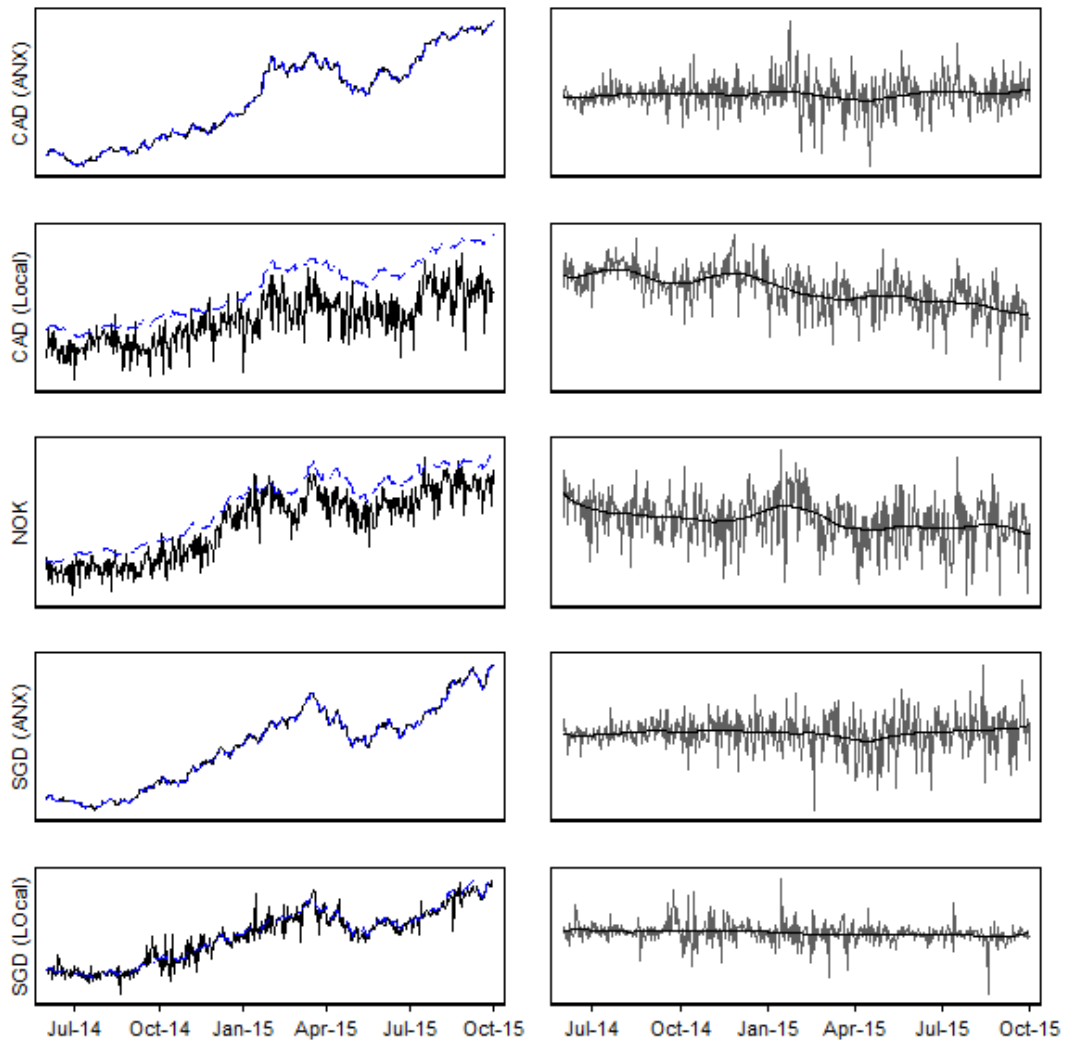 CAD (ANX)
CAD (Local)
NOK
SGD (ANX)
SGD (LOcal)
Jul-14 Oct-14 Jan-15 Apr-15 Jul-15 Oct-15
Jul-14 Oct-14 Jan-15 Apr-15 Jul-15 Oct-15